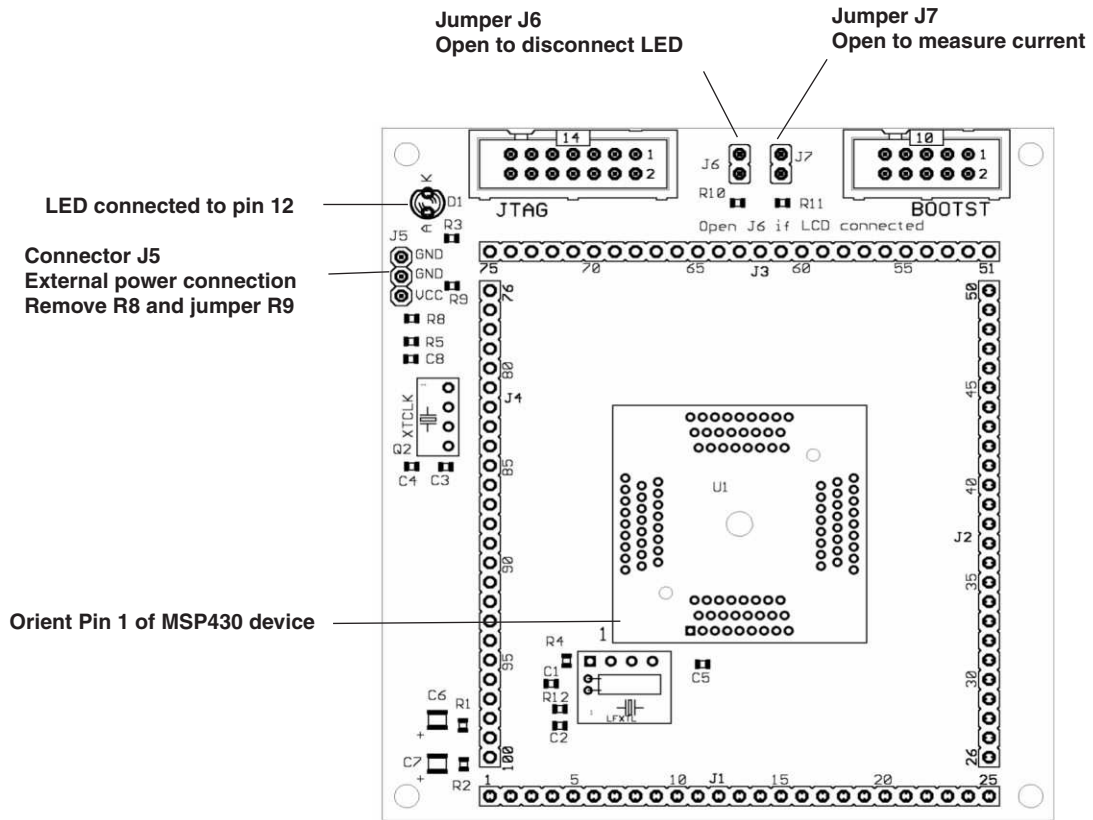 Jumper J6
Open to disconnect LED
Jumper J7
Open to measure current
LED connected to pin 12
Connector J5
External power connection
Remove R8 and jumper R9
Orient Pin 1 of MSP430 device
14
1
2
JTAG
J6
J7
R10
R11
10
1
2
BOOTST
Open J6 if LCD connected
K
D1
A
R3
J5
GND
GND
VCC
R9
R8
R5
C8
XTCLK
Q2
C4
C3
75
70
65
J3
60
55
51
76
80
J4
85
90
95
100
50
45
40
J2
35
30
26
U1
1
R4
C1
R12
C2
1
LFXTL
C5
C6
+
R1
C7
+
R2
1
5
10
J1
15
20
25